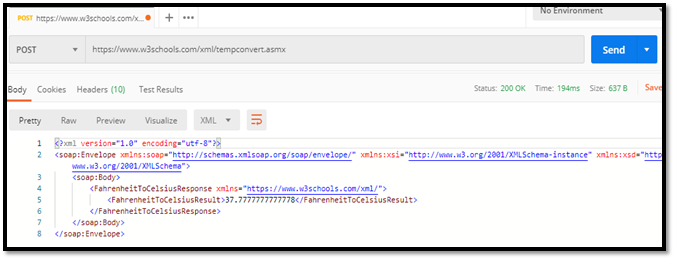 POST https://www.w3schools.com/xml/x... + ••• No Environment
POST https://www.w3schools.com/xml/tempconvert.asmx Send
Body Cookies Headers (10) Test Results Status: 200 OK Time: 194ms Size: 637 B Save
Pretty Raw Preview Visualize XML
1 <?xml version="1.0" encoding="utf-8"?>
2 <soap:Envelope xmlns:soap="http://schemas.xmlsoap.org/soap/envelope/" xmlns:xsi="http://www.w3.org/2001/XMLSchema-instance" xmlns:xsd="http
www.w3.org/2001/XMLSchema">
3 <soap:Body>
4 <FahrenheitToCelsiusResponse xmlns="https://www.w3schools.com/xml/">
5 <FahrenheitToCelsiusResult>37.7777777777778</FahrenheitToCelsiusResult>
6 </FahrenheitToCelsiusResponse>
7 </soap:Body>
8 </soap:Envelope>